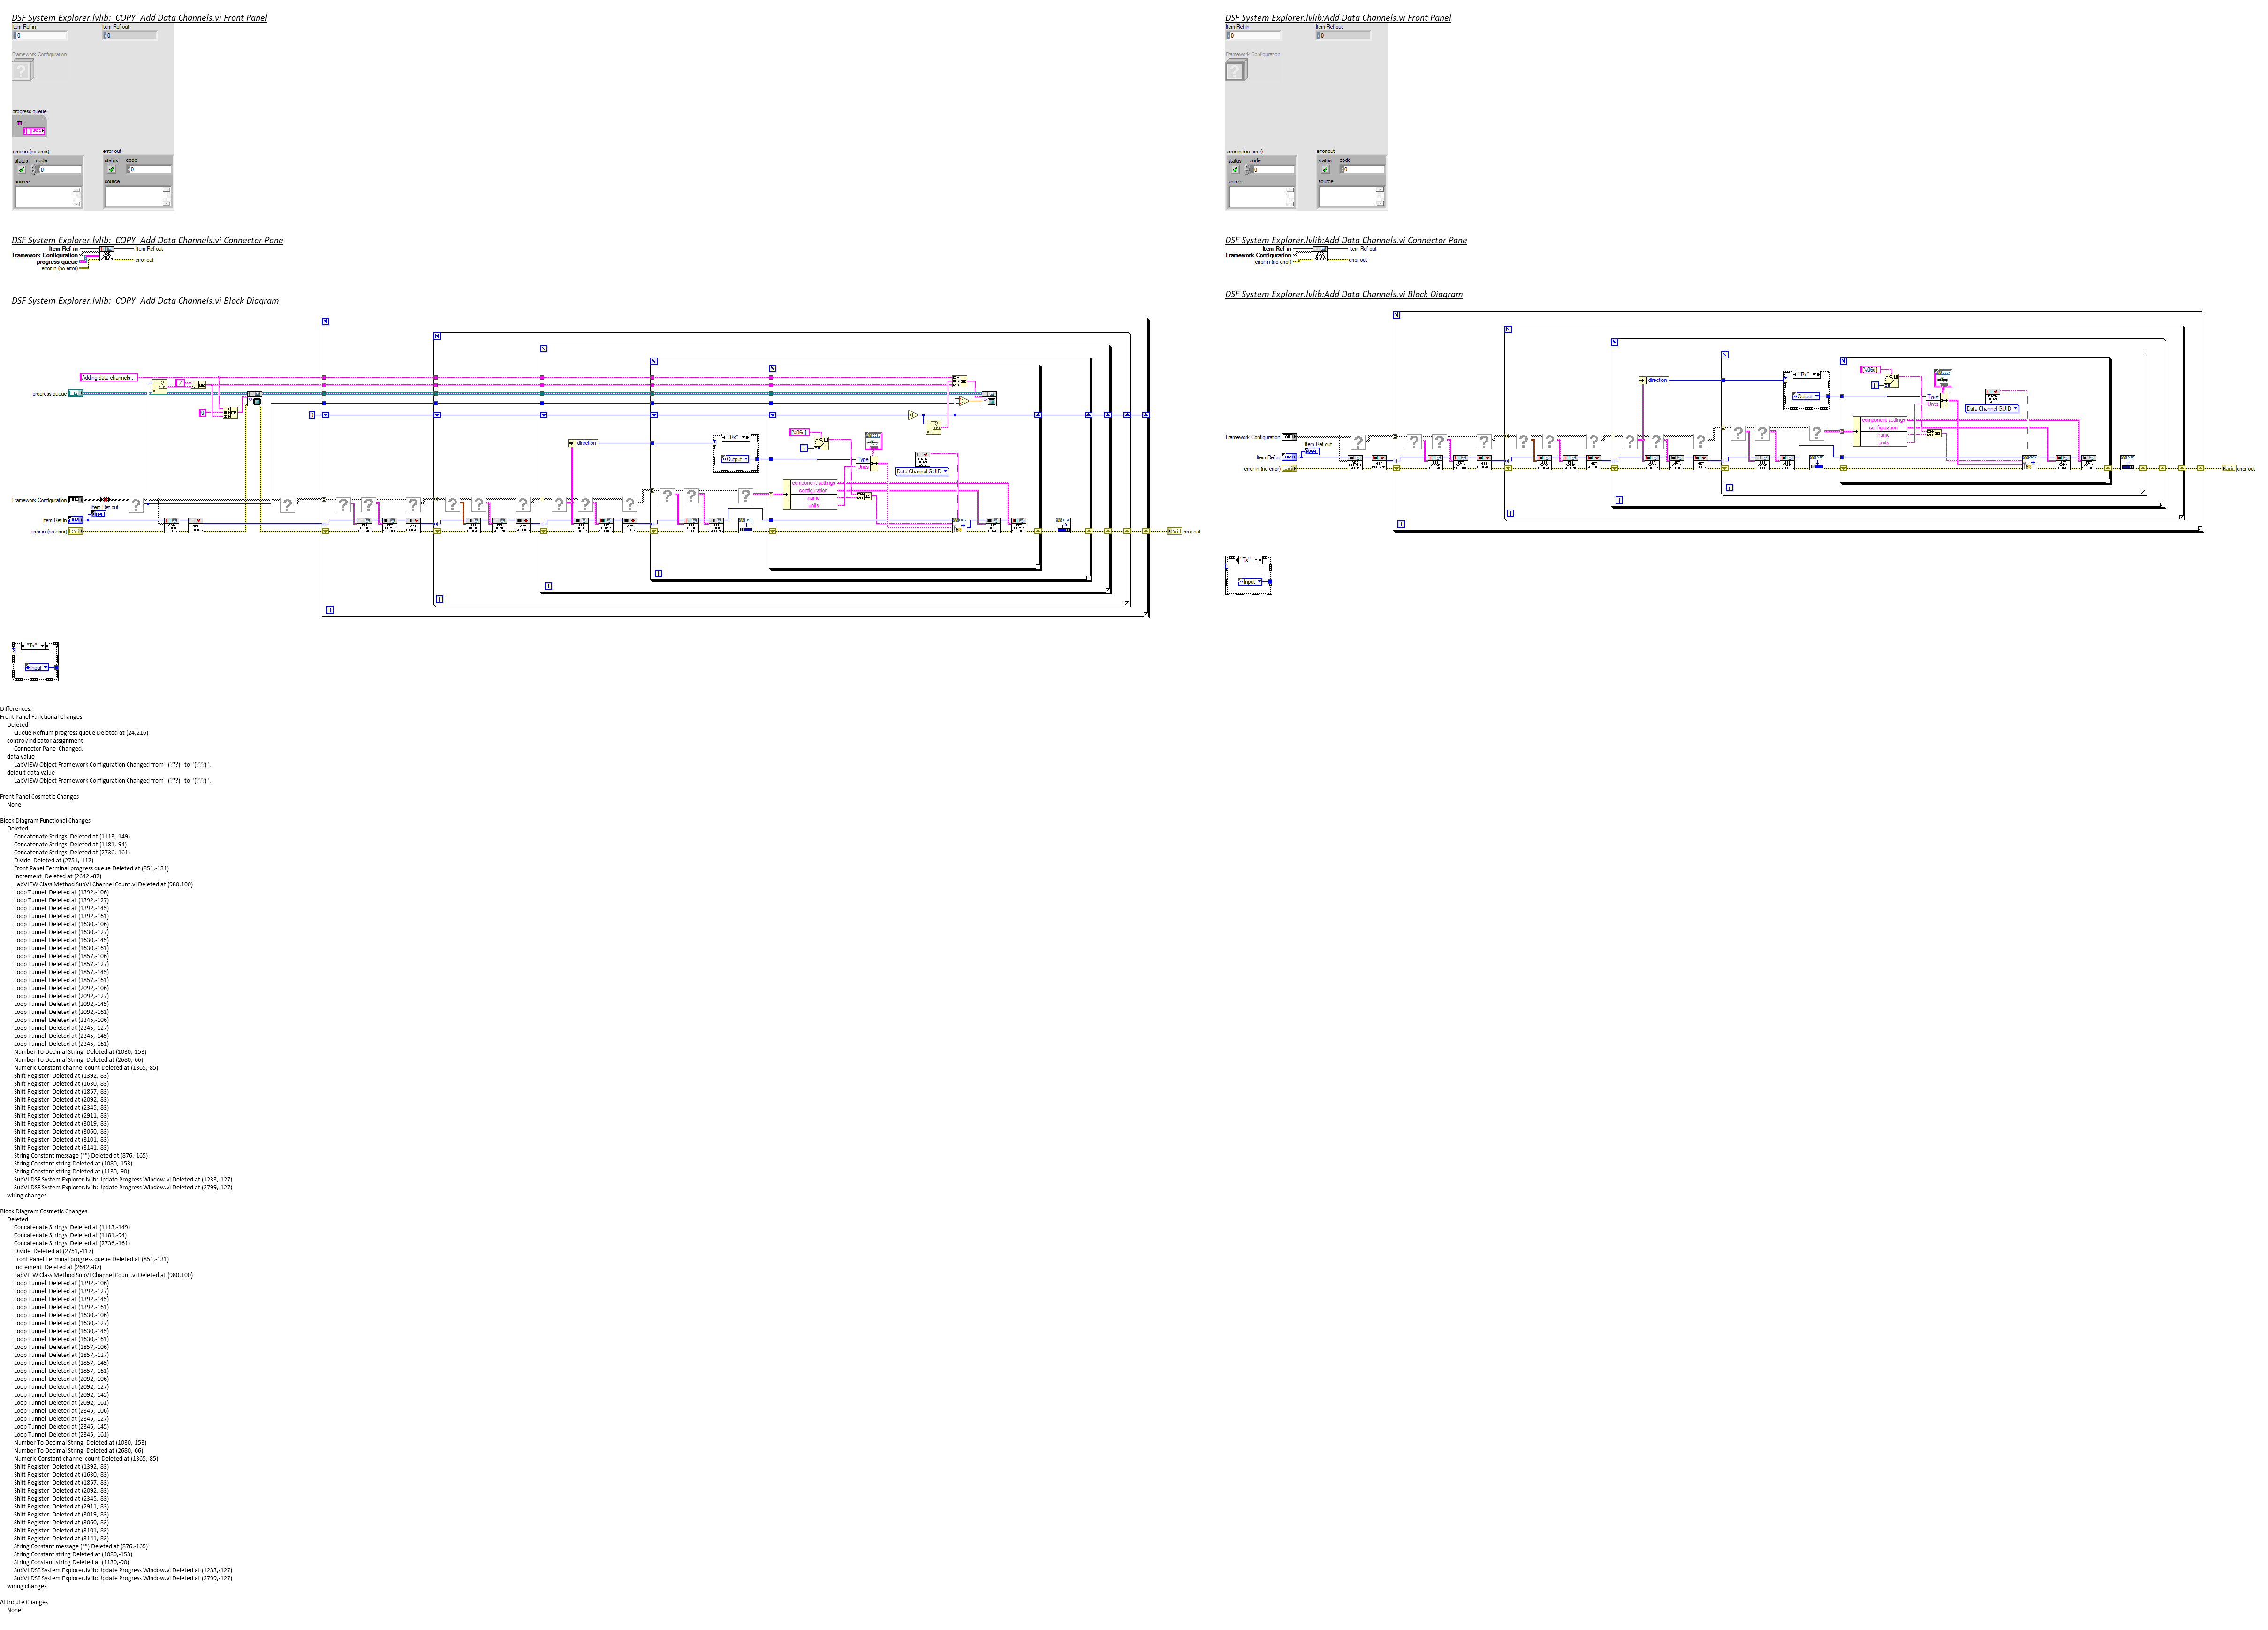 DSF System Explorer.lvlib:_COPY_Add Data Channels.vi Front Panel
Item Ref in
Item Ref out
0
0
Framework Configuration
?
progress queue
error in (no error)
error out
status code
status code
0
0
source
source
DSF System Explorer.lvlib:_COPY_Add Data Channels.vi Connector Pane
Item Ref in
Item Ref out
Framework Configuration
progress queue
error out
error in (no error)
DSF System Explorer.lvlib:_COPY_Add Data Channels.vi Block Diagram
Adding data channels...
progress queue
0
direction
"Rx"
Output
Type
Units
Data Channel GUID
component settings
configuration
name
units
Framework Configuration
Item Ref out
Item Ref in
error in (no error)
error out
"Tx"
Input
DSF System Explorer.lvlib:Add Data Channels.vi Front Panel
Item Ref in
Item Ref out
0
0
Framework Configuration
?
error in (no error)
error out
status code
status code
0
0
source
source
DSF System Explorer.lvlib:Add Data Channels.vi Connector Pane
Item Ref in
Item Ref out
Framework Configuration
error in (no error)
error out
DSF System Explorer.lvlib:Add Data Channels.vi Block Diagram
direction
"Rx"
Output
Type
Units
Data Channel GUID
component settings
configuration
name
units
Framework Configuration
Item Ref out
Item Ref in
error in (no error)
error out
"Tx"
Input
Differences:
Front Panel Functional Changes
Deleted
Queue Refnum progress queue Deleted at (24,216)
control/indicator assignment
Connector Pane Changed.
data value
LabVIEW Object Framework Configuration Changed from "(???)" to "(???)".
default data value
LabVIEW Object Framework Configuration Changed from "(???)" to "(???)".
Front Panel Cosmetic Changes
None
Block Diagram Functional Changes
Deleted
Concatenate Strings Deleted at (1113,-149)
Concatenate Strings Deleted at (1181,-94)
Concatenate Strings Deleted at (2736,-161)
Divide Deleted at (2751,-117)
Front Panel Terminal progress queue Deleted at (851,-131)
Increment Deleted at (2642,-87)
LabVIEW Class Method SubVI Channel Count.vi Deleted at (980,100)
Loop Tunnel Deleted at (1392,-106)
Loop Tunnel Deleted at (1392,-127)
Loop Tunnel Deleted at (1392,-145)
Loop Tunnel Deleted at (1392,-161)
Loop Tunnel Deleted at (1630,-106)
Loop Tunnel Deleted at (1630,-127)
Loop Tunnel Deleted at (1630,-145)
Loop Tunnel Deleted at (1630,-161)
Loop Tunnel Deleted at (1857,-106)
Loop Tunnel Deleted at (1857,-127)
Loop Tunnel Deleted at (1857,-145)
Loop Tunnel Deleted at (1857,-161)
Loop Tunnel Deleted at (2092,-106)
Loop Tunnel Deleted at (2092,-127)
Loop Tunnel Deleted at (2092,-145)
Loop Tunnel Deleted at (2092,-161)
Loop Tunnel Deleted at (2345,-106)
Loop Tunnel Deleted at (2345,-127)
Loop Tunnel Deleted at (2345,-145)
Loop Tunnel Deleted at (2345,-161)
Number To Decimal String Deleted at (1030,-153)
Number To Decimal String Deleted at (2680,-66)
Numeric Constant channel count Deleted at (1365,-85)
Shift Register Deleted at (1392,-83)
Shift Register Deleted at (1630,-83)
Shift Register Deleted at (1857,-83)
Shift Register Deleted at (2092,-83)
Shift Register Deleted at (2345,-83)
Shift Register Deleted at (2911,-83)
Shift Register Deleted at (3019,-83)
Shift Register Deleted at (3060,-83)
Shift Register Deleted at (3101,-83)
Shift Register Deleted at (3141,-83)
String Constant message ("") Deleted at (876,-165)
String Constant string Deleted at (1080,-153)
String Constant string Deleted at (1130,-90)
SubVI DSF System Explorer.lvlib:Update Progress Window.vi Deleted at (1233,-127)
SubVI DSF System Explorer.lvlib:Update Progress Window.vi Deleted at (2799,-127)
wiring changes
Block Diagram Cosmetic Changes
Deleted
Concatenate Strings Deleted at (1113,-149)
Concatenate Strings Deleted at (1181,-94)
Concatenate Strings Deleted at (2736,-161)
Divide Deleted at (2751,-117)
Front Panel Terminal progress queue Deleted at (851,-131)
Increment Deleted at (2642,-87)
LabVIEW Class Method SubVI Channel Count.vi Deleted at (980,100)
Loop Tunnel Deleted at (1392,-106)
Loop Tunnel Deleted at (1392,-127)
Loop Tunnel Deleted at (1392,-145)
Loop Tunnel Deleted at (1392,-161)
Loop Tunnel Deleted at (1630,-106)
Loop Tunnel Deleted at (1630,-127)
Loop Tunnel Deleted at (1630,-145)
Loop Tunnel Deleted at (1630,-161)
Loop Tunnel Deleted at (1857,-106)
Loop Tunnel Deleted at (1857,-127)
Loop Tunnel Deleted at (1857,-145)
Loop Tunnel Deleted at (1857,-161)
Loop Tunnel Deleted at (2092,-106)
Loop Tunnel Deleted at (2092,-127)
Loop Tunnel Deleted at (2092,-145)
Loop Tunnel Deleted at (2092,-161)
Loop Tunnel Deleted at (2345,-106)
Loop Tunnel Deleted at (2345,-127)
Loop Tunnel Deleted at (2345,-145)
Loop Tunnel Deleted at (2345,-161)
Number To Decimal String Deleted at (1030,-153)
Number To Decimal String Deleted at (2680,-66)
Numeric Constant channel count Deleted at (1365,-85)
Shift Register Deleted at (1392,-83)
Shift Register Deleted at (1630,-83)
Shift Register Deleted at (1857,-83)
Shift Register Deleted at (2092,-83)
Shift Register Deleted at (2345,-83)
Shift Register Deleted at (2911,-83)
Shift Register Deleted at (3019,-83)
Shift Register Deleted at (3060,-83)
Shift Register Deleted at (3101,-83)
Shift Register Deleted at (3141,-83)
String Constant message ("") Deleted at (876,-165)
String Constant string Deleted at (1080,-153)
String Constant string Deleted at (1130,-90)
SubVI DSF System Explorer.lvlib:Update Progress Window.vi Deleted at (1233,-127)
SubVI DSF System Explorer.lvlib:Update Progress Window.vi Deleted at (2799,-127)
wiring changes
Attribute Changes
None